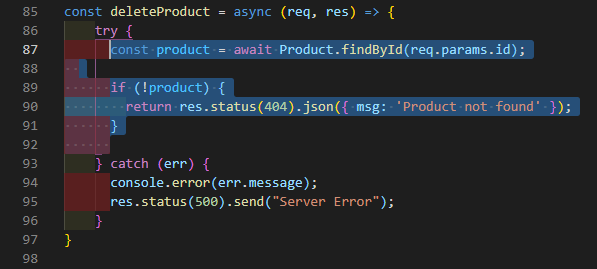 85 const deleteProduct = async (req, res) => {
86 try {
87 const product = await Product.findById(req.params.id);
88
89 if (!product) {
90 return res.status(404).json({ msg: 'Product not found' });
91 }
92
93 } catch (err) {
94 console.error(err.message);
95 res.status(500).send("Server Error");
96 }
97 }
98